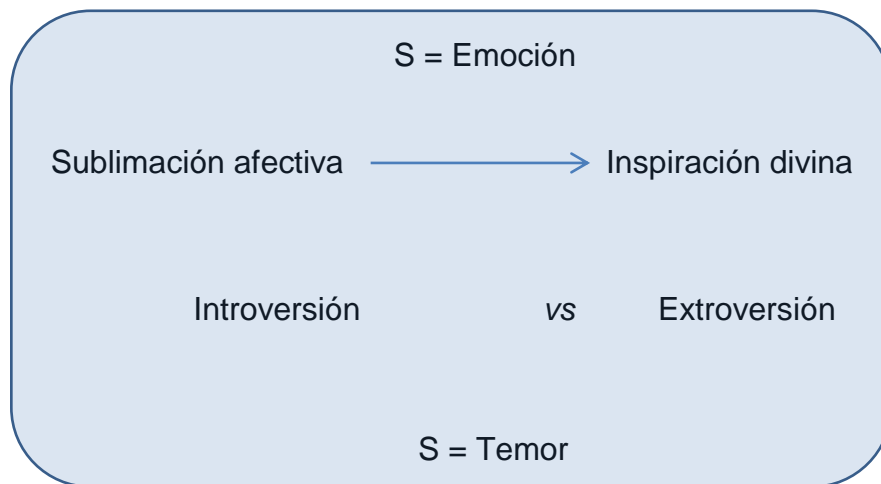 S = Emoción
Sublimación afectiva Inspiración divina
Introversión vs Extroversión
S = Temor